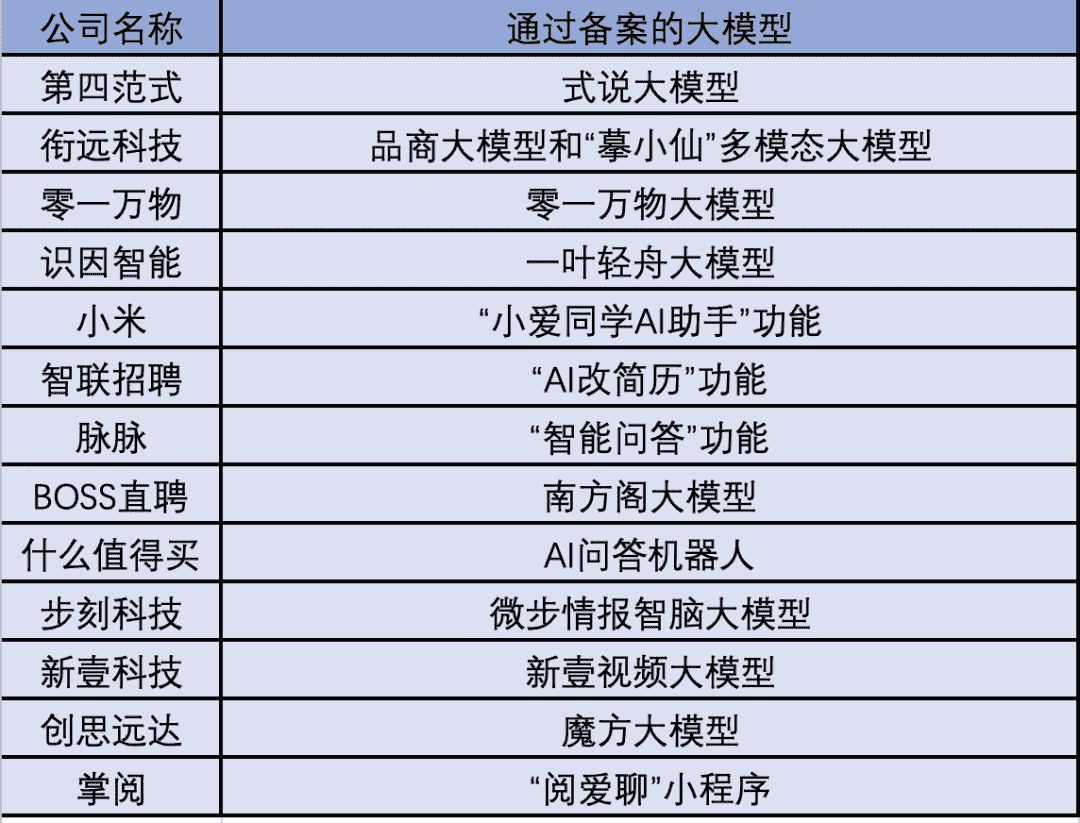 公司名称 通过备案的大模型
第四范式 式说大模型
衔远科技 品商大模型和“摹小仙”多模态大模型
零一万物 零一万物大模型
识因智能 一叶轻舟大模型
小米 “小爱同学AI助手”功能
智联招聘 “AI改简历”功能
脉脉 “智能问答”功能
BOSS直聘 南方阁大模型
什么值得买 AI问答机器人
步刻科技 微步情报智脑大模型
新壹科技 新壹视频大模型
创思远达 魔方大模型
掌阅 “阅爱聊”小程序